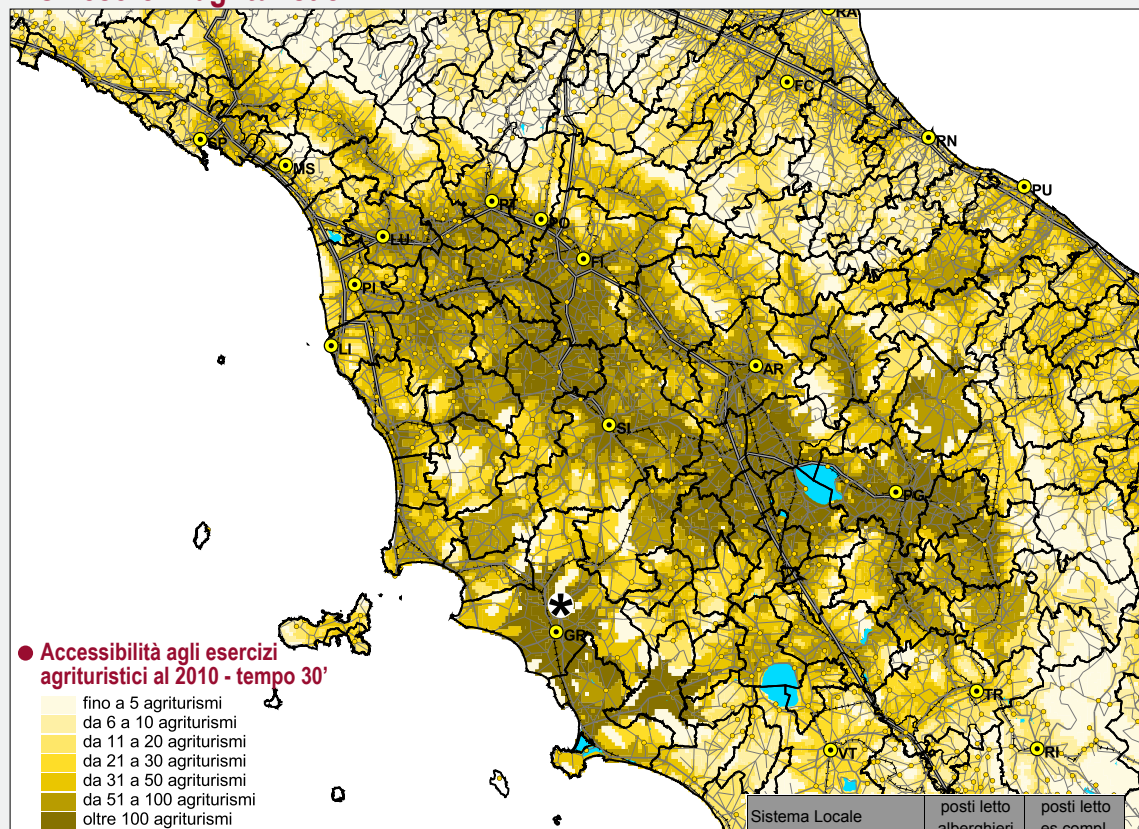 RA
FC
RN
SP
MS
PU
PT
PO
LU
FI
PI
LI
AR
SI
PG
*
GR
Accessibilità agli esercizi
agrituristici al 2010 - tempo 30’
TR
fino a 5 agriturismi
da 6 a 10 agriturismi
da 11 a 20 agriturismi
VT
RI
da 21 a 30 agriturismi
da 31 a 50 agriturismi
da 51 a 100 agriturismi
oltre 100 agriturismi
Sistema Locale
posti letto
alberghieri
posti letto
es.compl.